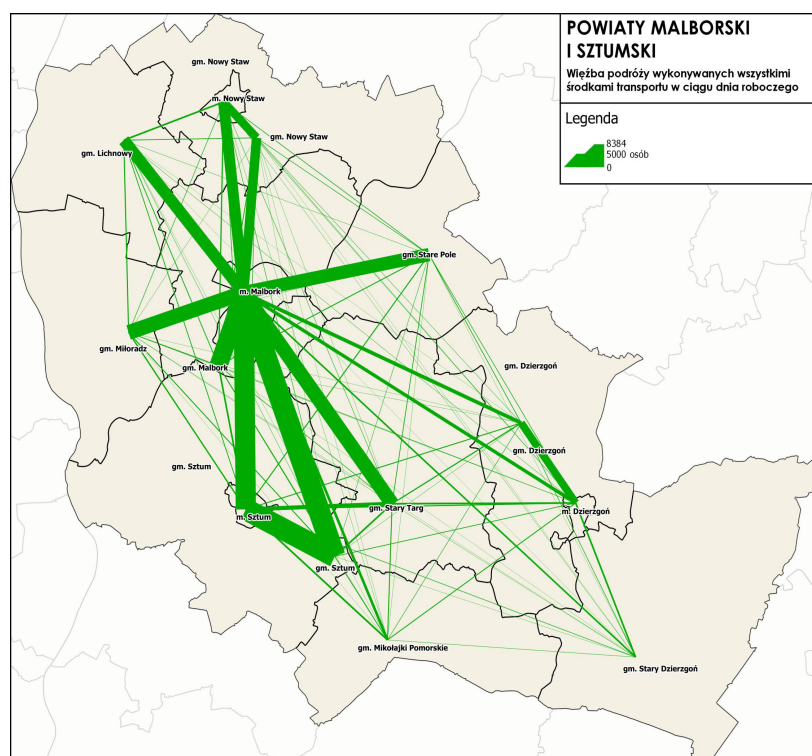 POWIATY MALBORSKI
I SZTUMSKI
Więźba podróży wykonywanych wszystkimi
środkami transportu w ciągu dnia roboczego
Legenda
8384
5000 osób
0
gm. Nowy Staw
m. Nowy Staw
gm. Nowy Staw
gm. Lichnowy
gm. Stare Pole
m. Malbork
gm. Miłoradz
gm. Malbork
gm. Dzierzgoń
gm. Dzierzgoń
gm. Sztum
m. Sztum
gm. Stary Targ
m. Dzierzgoń
gm. Sztum
gm. Mikołajki Pomorskie
gm. Stary Dzierzgoń